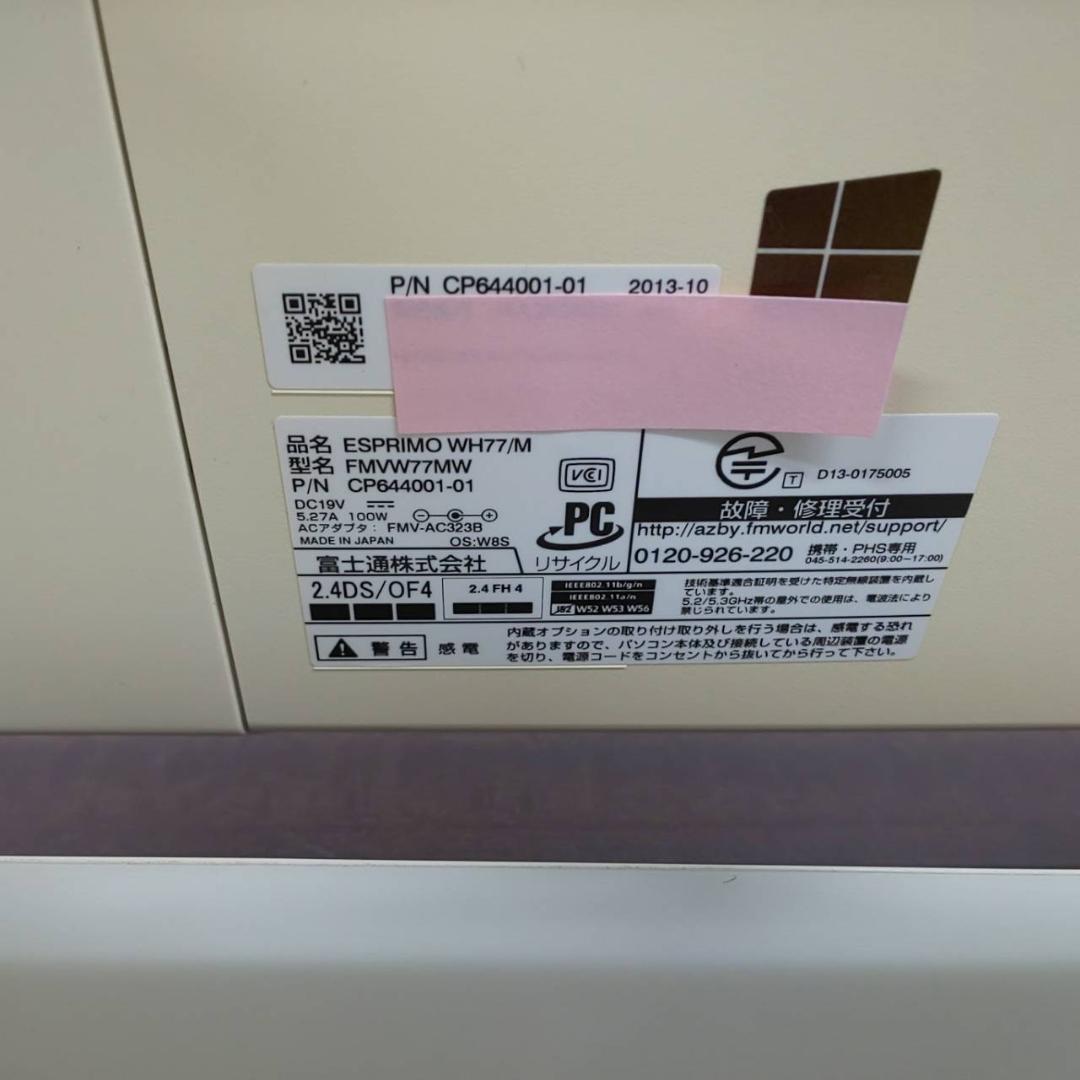 P/N CP644001-01 2013-10
品名 ESPRIMO WH77/M
型名 FMVW77MW
P/N CP644001-01
DC19V
5.27A 100W
ACアダプタ： FMV-AC323B
MADE IN JAPAN OS:W8S
富士通株式会社
VCCI
PC
リサイクル
T D13-0175005
故障・修理受付
http://azby.fmworld.net/support/
0120-926-220 携帯・PHS専用
045-514-2260(9:00~17:00)
2.4DS/OF4
2.4 FH 4
IEEE802.11b/g/n
IEEE802.11a/n
J52 W52 W53 W56
技術基準適合証明を受けた特定無線装置を内蔵し
ています。
5.2/5.3GHz帯の屋外での使用は、電波法により
禁じられています。
警告 感電
内蔵オプションの取り付け取り外しを行う場合は、感電する恐れ
がありますので、パソコン本体及び接続している周辺装置の電源
を切り、電源コードをコンセントから抜いてから行って下さい。